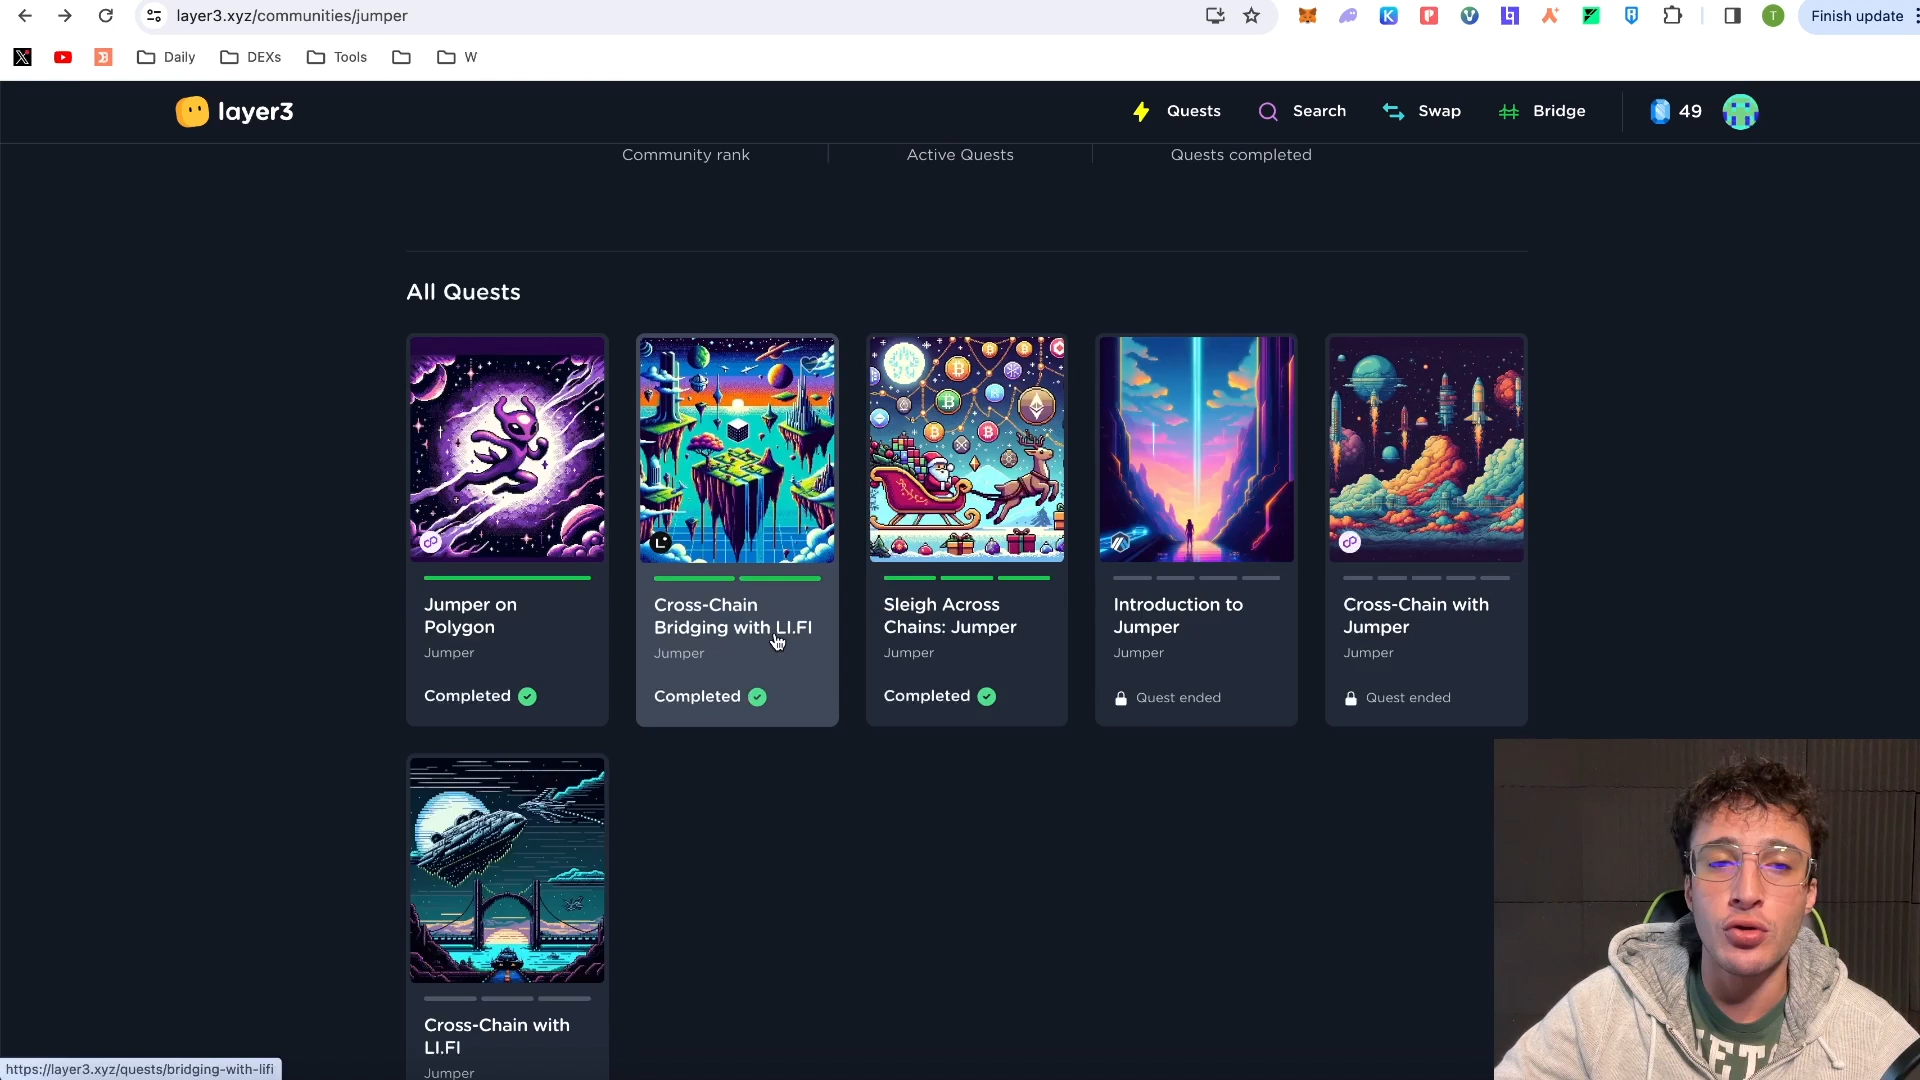 layer3.xyz/communities/jumper
T
Finish update
Daily
DEXs
Tools
W
layer3
Quests
Search
Swap
Bridge
49
Community rank
Active Quests
Quests completed
All Quests
Jumper on
Polygon
Jumper
Completed
Cross-Chain
Bridging with LI.FI
Jumper
Completed
Sleigh Across
Chains: Jumper
Jumper
Completed
Introduction to
Jumper
Jumper
Quest ended
Cross-Chain with
Jumper
Jumper
Quest ended
Cross-Chain with
LI.FI
Jumper
https://layer3.xyz/quests/bridging-with-lifi